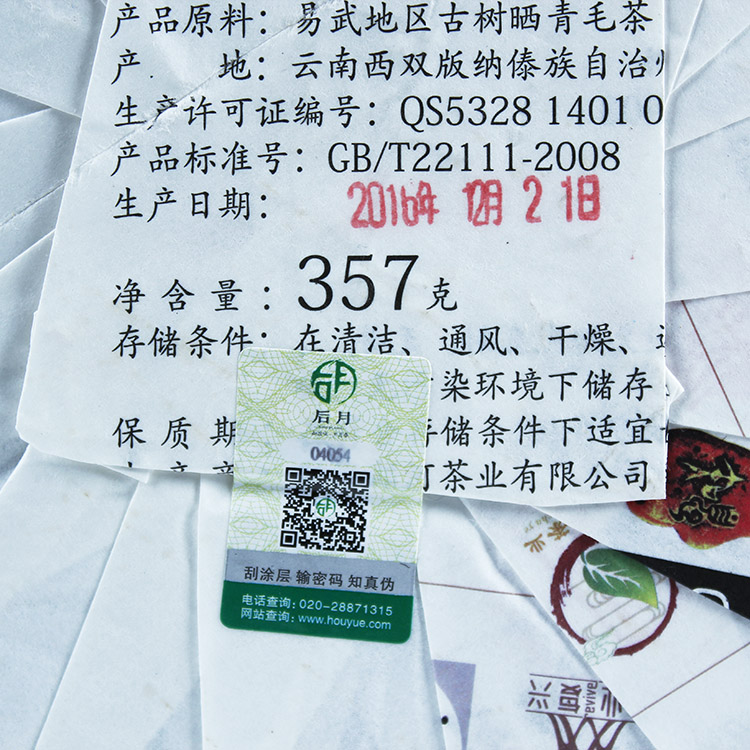 产品原料：易武地区古树晒青毛茶
产 地：云南西双版纳傣族自治州
生产许可证编号：QS5328 1401 0
产品标准号：GB/T22111-2008
生产日期：2016年 12月21日
净含量：357克
存储条件：在清洁、通风、干燥、
染环境下储存
保质期
存储条件下适宜
茶业有限公司
后月
04054
刮涂层 输密码 知真伪
电话查询：020-28871315
网站查询：www.houyue.com
茶业
兴
revive